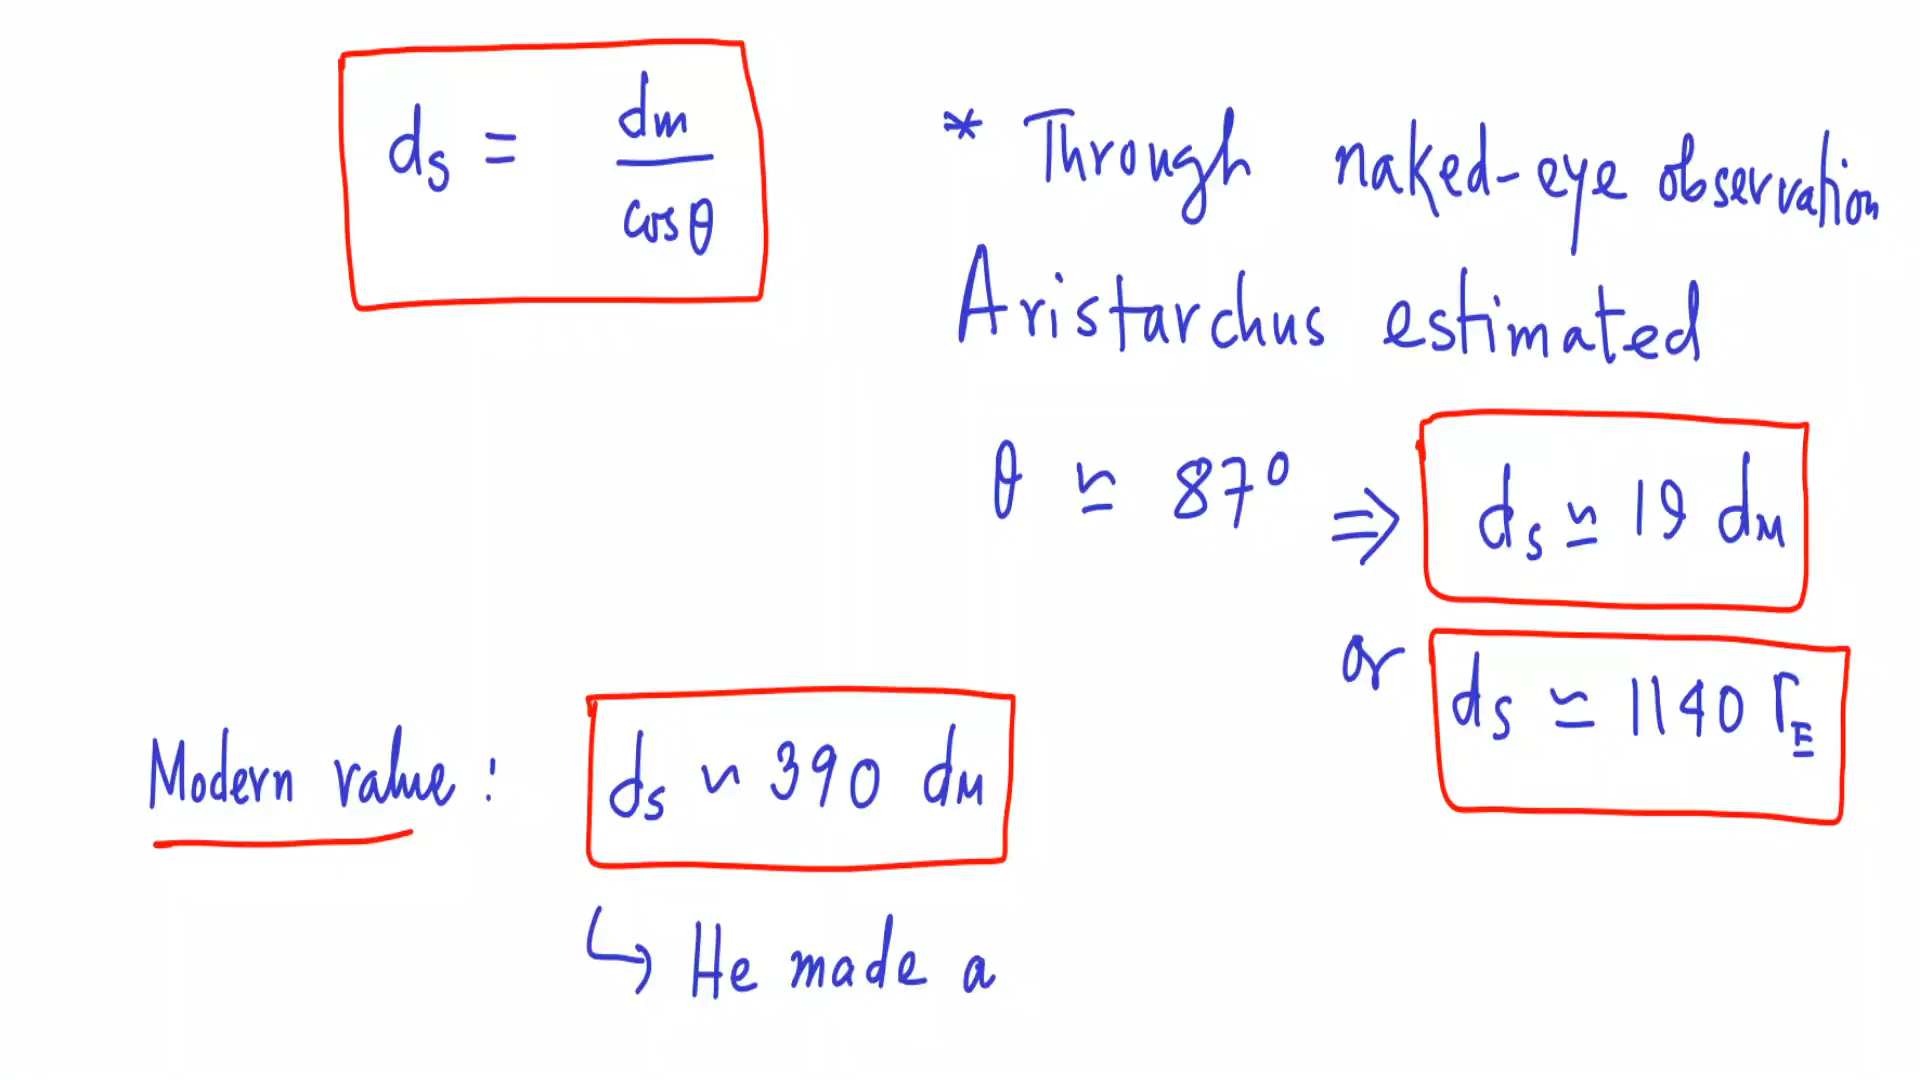 ds = dm / cosθ
* Through naked-eye observation
Aristarchus estimated
θ ≃ 87° ⇒ ds ≃ 19 dM
or ds ≃ 1140 rE
Modern value : ds ~ 390 dM
↳ He made a